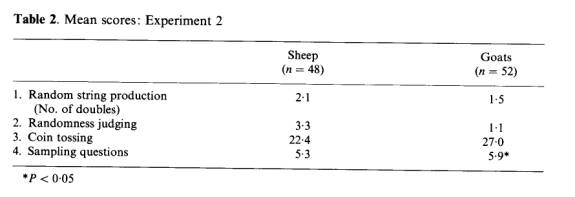 Table 2. Mean scores: Experiment 2
Sheep Goats
(n = 48) (n = 52)
1. Random string production 2·1 1·5
(No. of doubles)
2. Randomness judging 3·3 1·1
3. Coin tossing 22·4 27·0
4. Sampling questions 5·3 5·9*
*P < 0·05